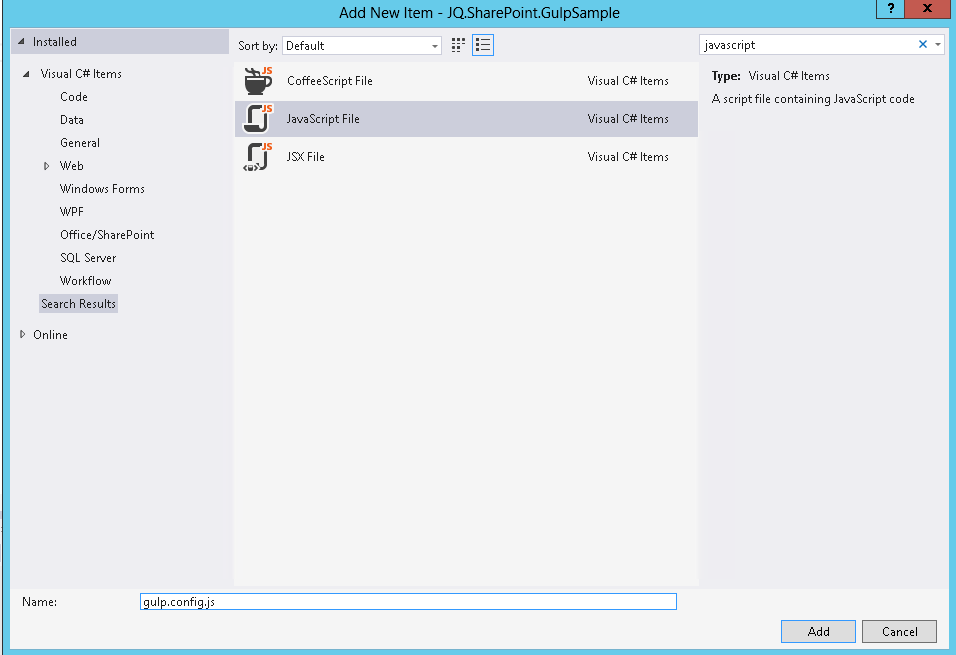 Add New Item - JQ.SharePoint.GulpSample
? x
Installed
Sort by: Default
javascript
Visual C# Items
Code
Data
General
Web
Windows Forms
WPF
Office/SharePoint
SQL Server
Workflow
Search Results
Online
JS CoffeeScript File Visual C# Items
JS JavaScript File Visual C# Items
JS JSX File Visual C# Items
Type: Visual C# Items
A script file containing JavaScript code
Name: gulp.config.js
Add Cancel